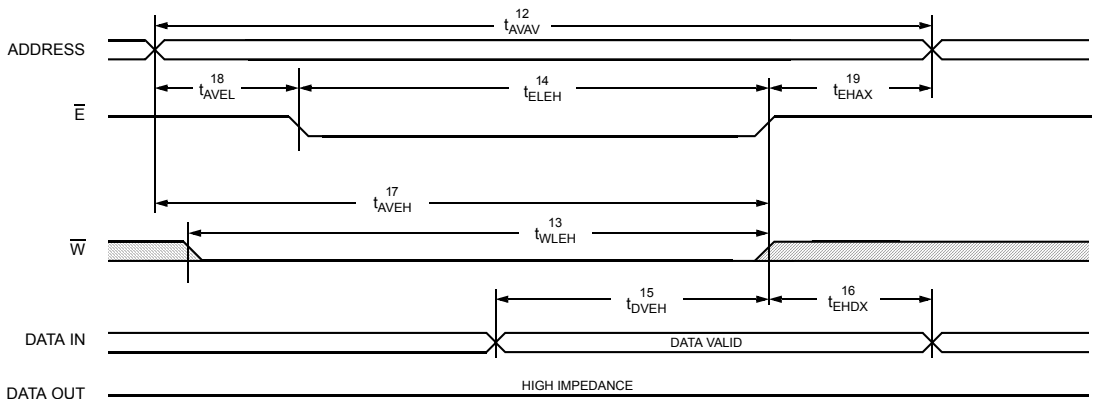 12
tAVAV
ADDRESS
18
tAVEL
14
tELEH
19
tEHAX
E
17
tAVEH
13
tWLEH
W
15
tDVEH
16
tEHDX
DATA IN
DATA VALID
DATA OUT
HIGH IMPEDANCE